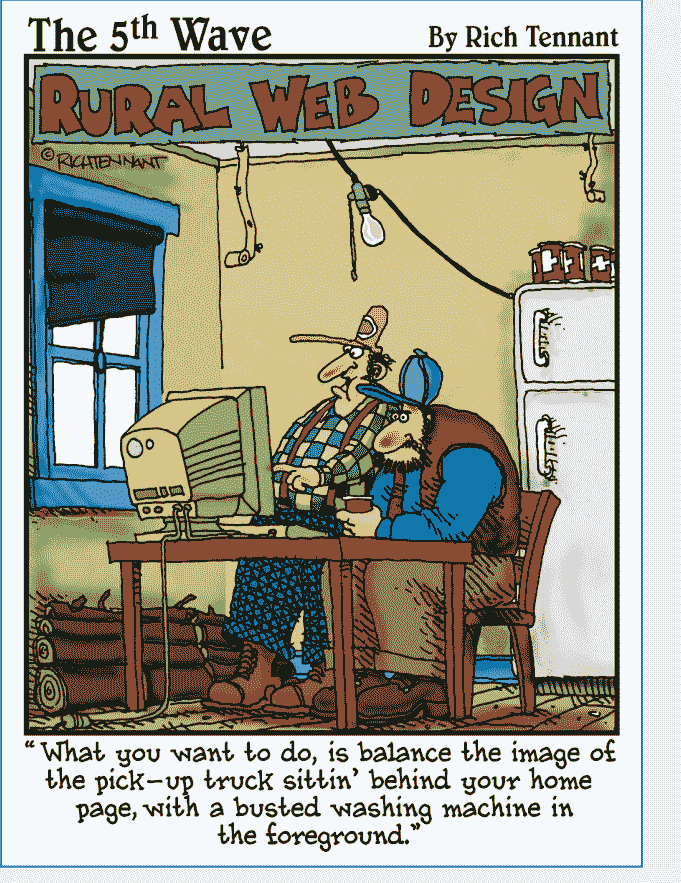 The 5th Wave
By Rich Tennant
RURAL WEB DESIGN
©RICHTENNANT
“What you want to do, is balance the image of
the pick-up truck sittin’ behind your home
page, with a busted washing machine in
the foreground.”